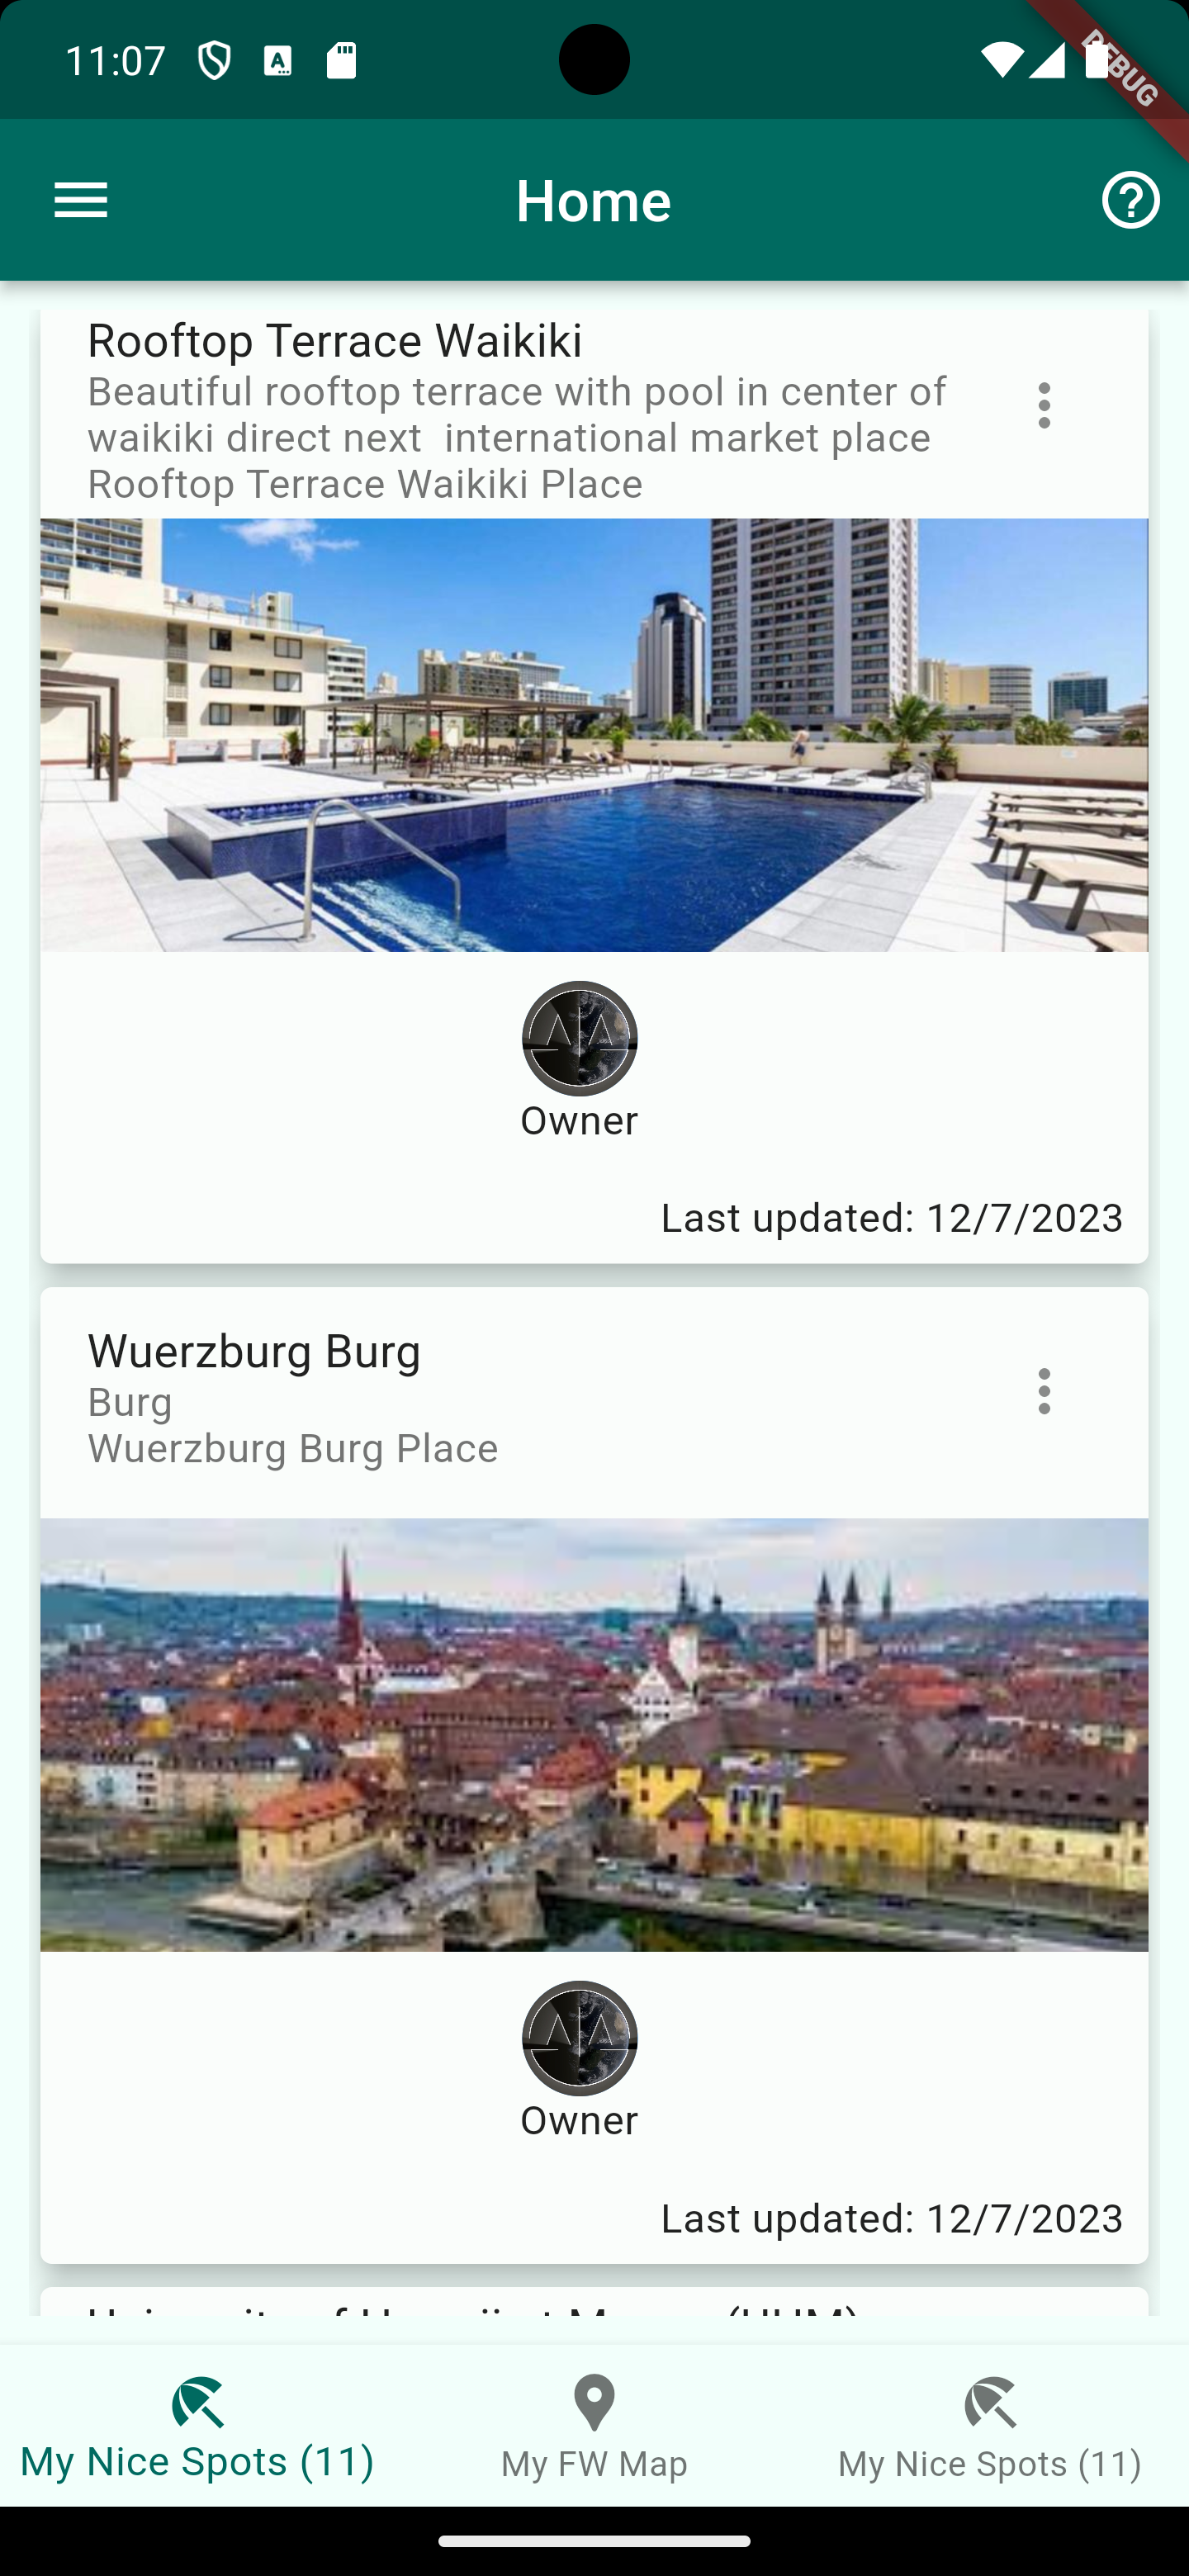 11:07
DEBUG
Home
Rooftop Terrace Waikiki
Beautiful rooftop terrace with pool in center of
waikiki direct next  international market place
Rooftop Terrace Waikiki Place
Owner
Last updated: 12/7/2023
Wuerzburg Burg
Burg
Wuerzburg Burg Place
Owner
Last updated: 12/7/2023
My Nice Spots (11)
My FW Map
My Nice Spots (11)